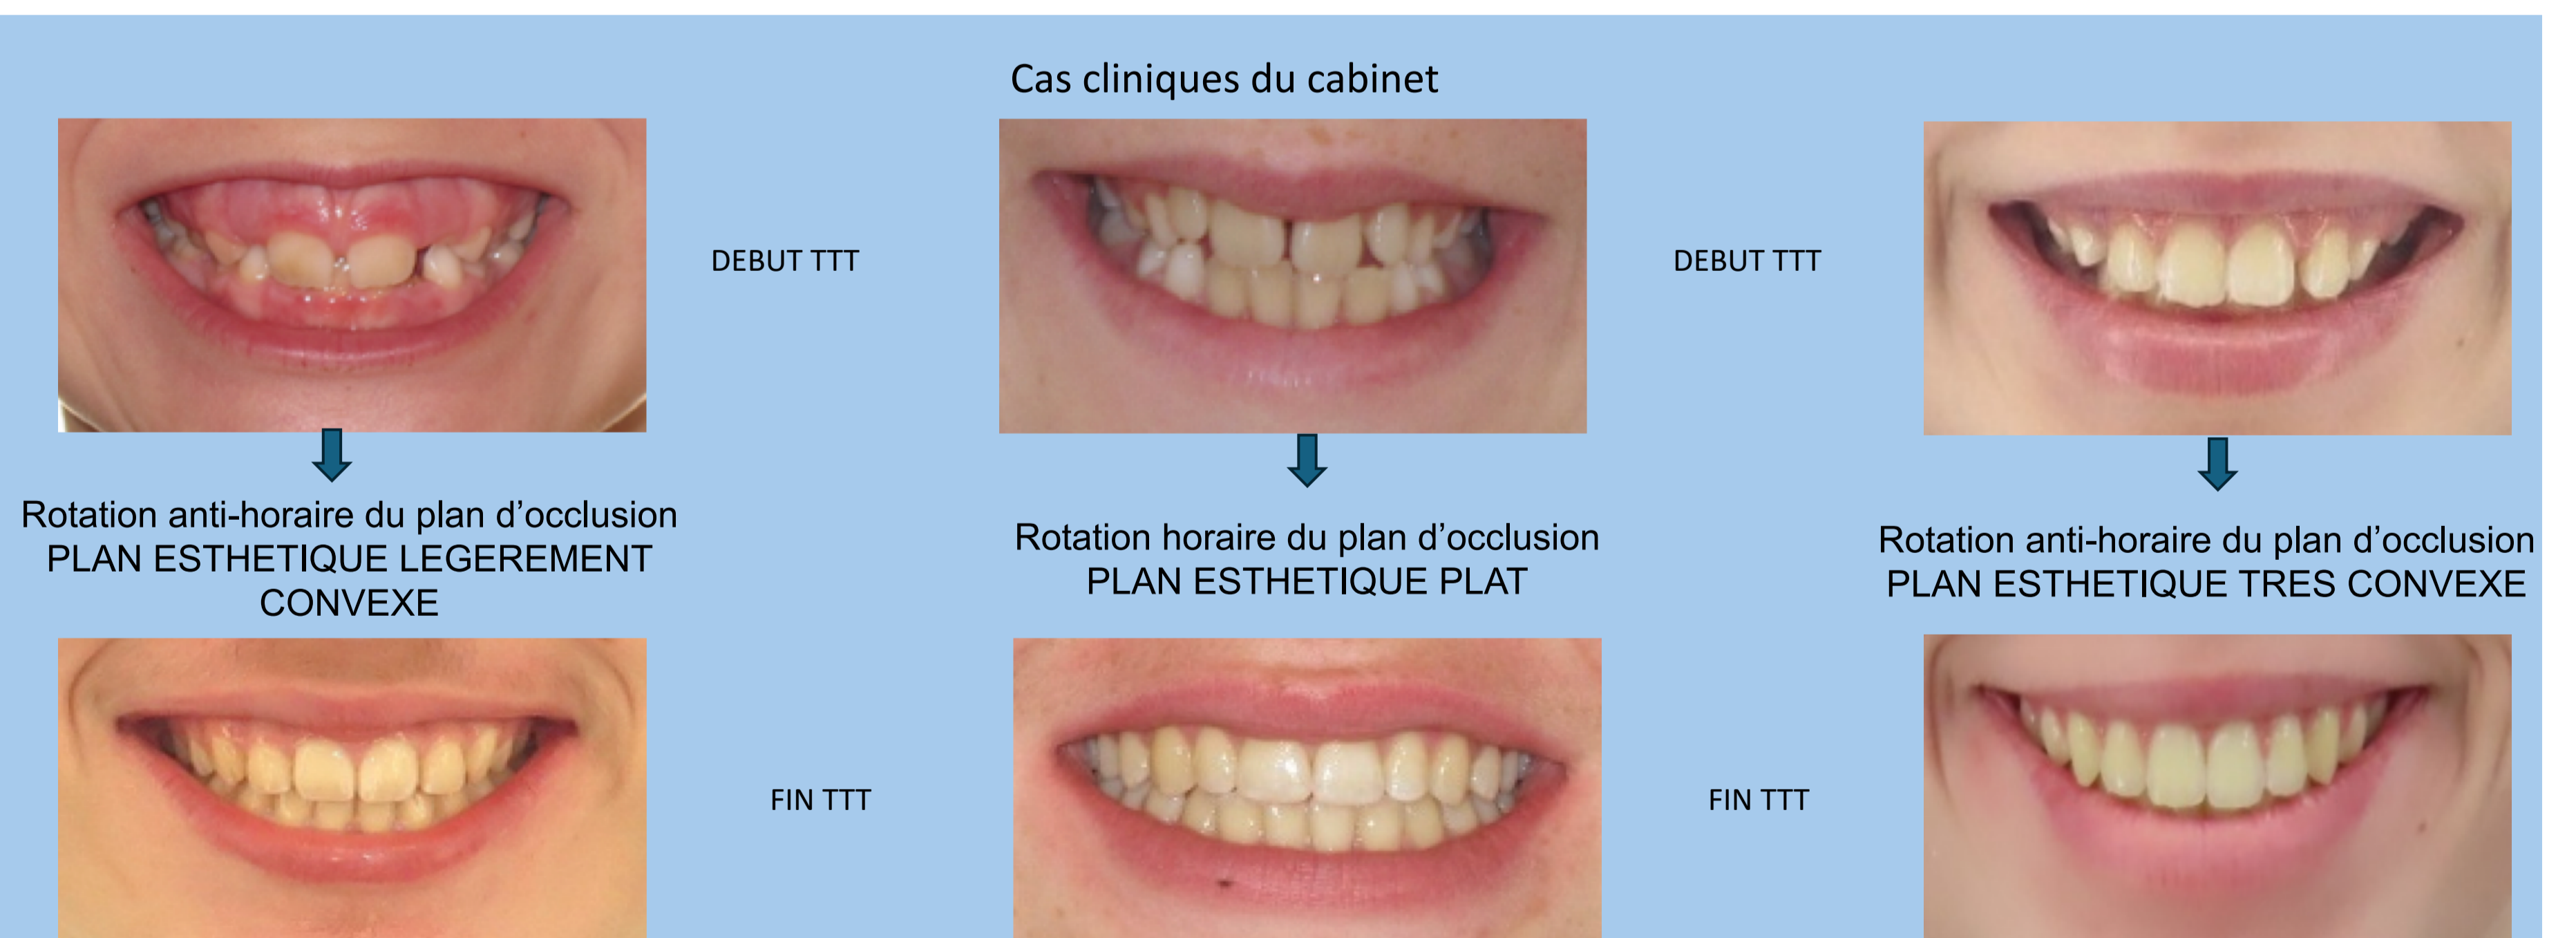 Cas cliniques du cabinet
DEBUT TTT
DEBUT TTT
Rotation anti-horaire du plan d’occlusion
PLAN ESTHETIQUE LEGEREMENT
CONVEXE
Rotation horaire du plan d’occlusion
PLAN ESTHETIQUE PLAT
Rotation anti-horaire du plan d’occlusion
PLAN ESTHETIQUE TRES CONVEXE
FIN TTT
FIN TTT